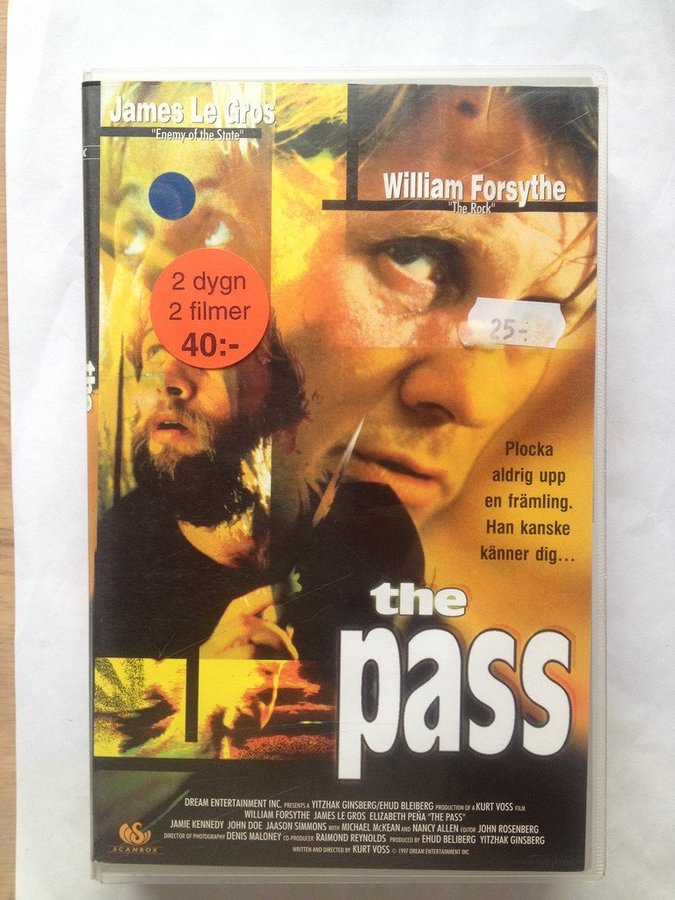 James Le Gros
"Enemy of the State"
William Forsythe
"The Rock"
2 dygn
2 filmer
40:-
25:-
the
Plocka
aldrig upp
en främling.
Han kanske
känner dig...
the
pass
DREAM ENTERTAINMENT INC. PRESENTS A YITZHAK GINSBERG/EHUD BLEIBERG PRODUCTION OF A KURT VOSS FILM
WILLIAM FORSYTHE JAMES LE GROS ELIZABETH PEÑA "THE PASS"
JAMIE KENNEDY JOHN DOE JAASON SIMMONS WITH MICHAEL McKEAN AND NANCY ALLEN EDITOR JOHN ROSENBERG
DIRECTOR OF PHOTOGRAPHY DENIS MALONEY CO-PRODUCER RAIMOND REYNOLDS PRODUCED BY EHUD BELIBERG YITZHAK GINSBERG
WRITTEN AND DIRECTED BY KURT VOSS © 1997 DREAM ENTERTAINMENT INC.
SCANBOX